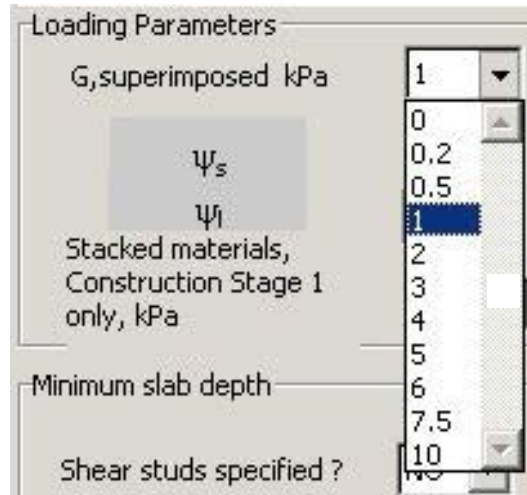 Loading Parameters
G,superimposed kPa 1
0
0.2
0.5
1
2
3
4
5
6
7.5
10
Ψs
Ψl
Stacked materials,
Construction Stage 1
only, kPa
Minimum slab depth
Shear studs specified ?